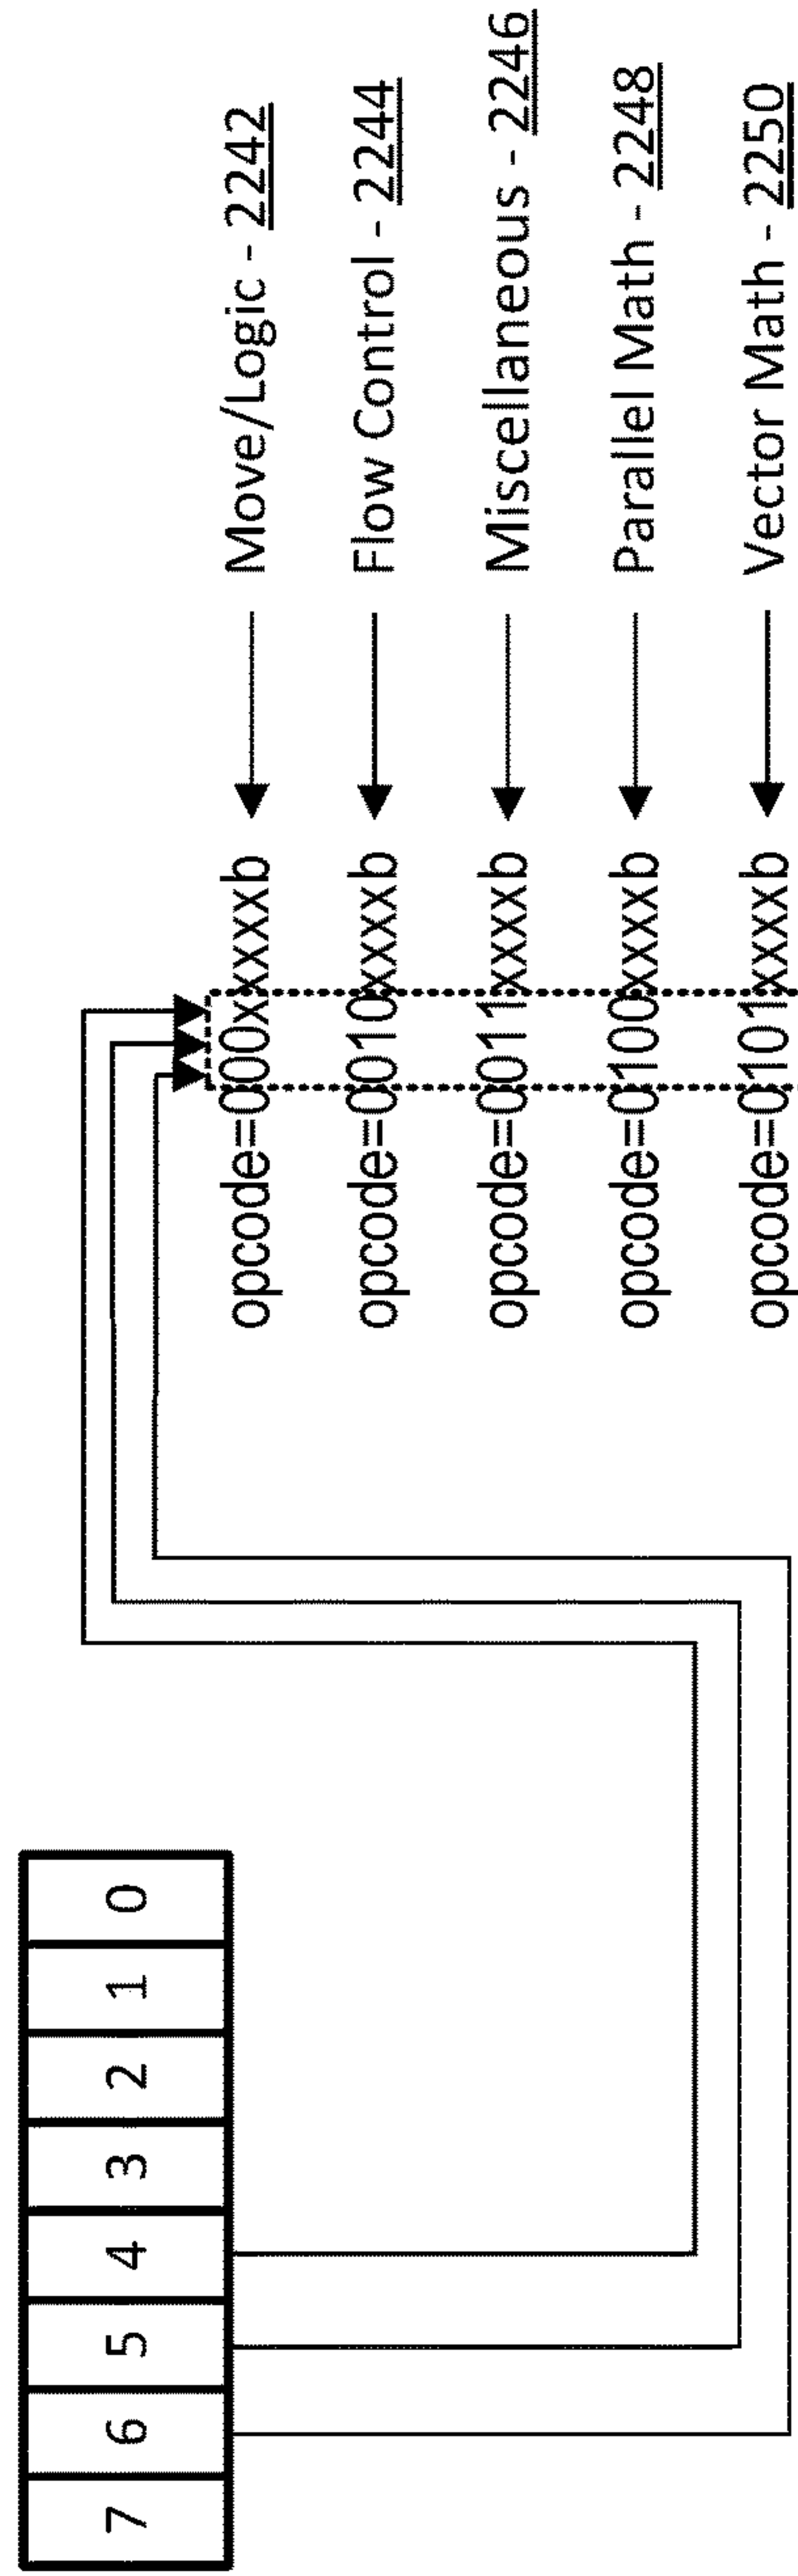 7 6 5 4 3 2 1 0
opcode=000xxxxxb Move/Logic - 2242
opcode=0010xxxxb Flow Control - 2244
opcode=0011xxxxb Miscellaneous - 2246
opcode=0100xxxxb Parallel Math - 2248
opcode=0101xxxxb Vector Math - 2250